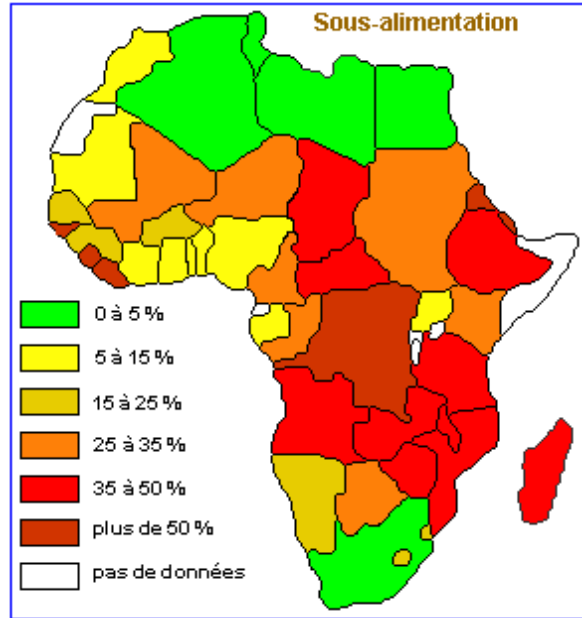 Sous-alimentation
0 à 5 %
5 à 15 %
15 à 25 %
25 à 35 %
35 à 50 %
plus de 50 %
pas de données